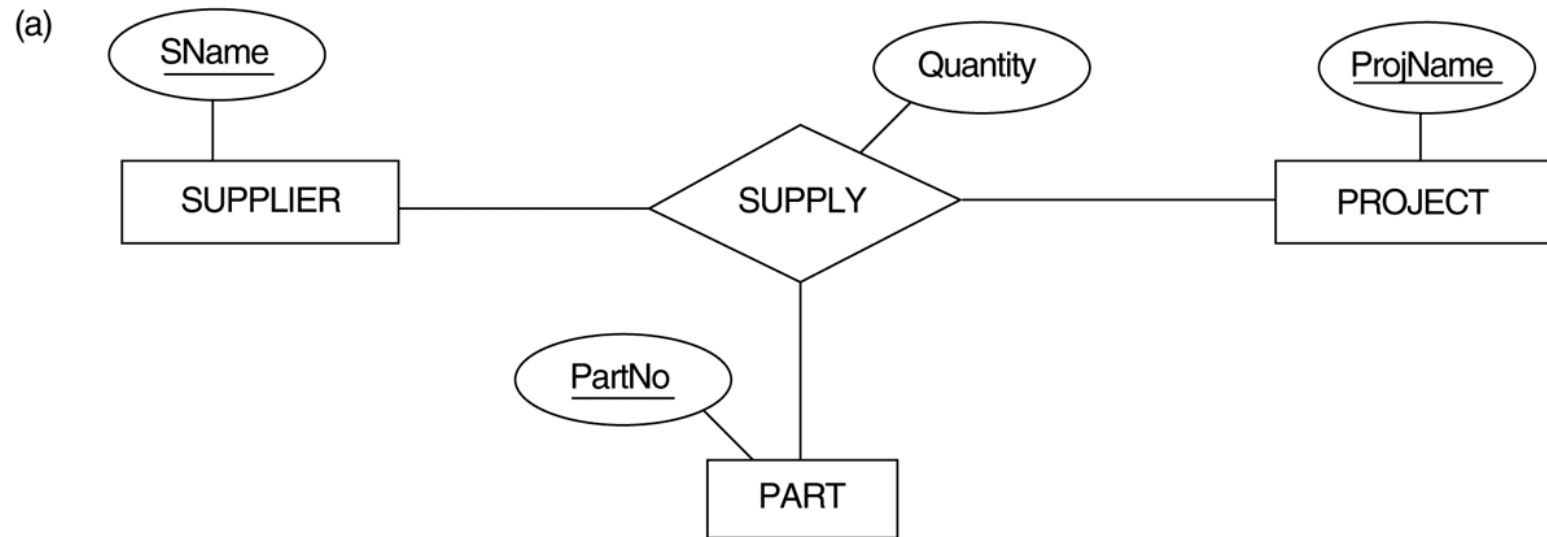 (a)
SName
Quantity
ProjName
SUPPLIER
SUPPLY
PROJECT
PartNo
PART